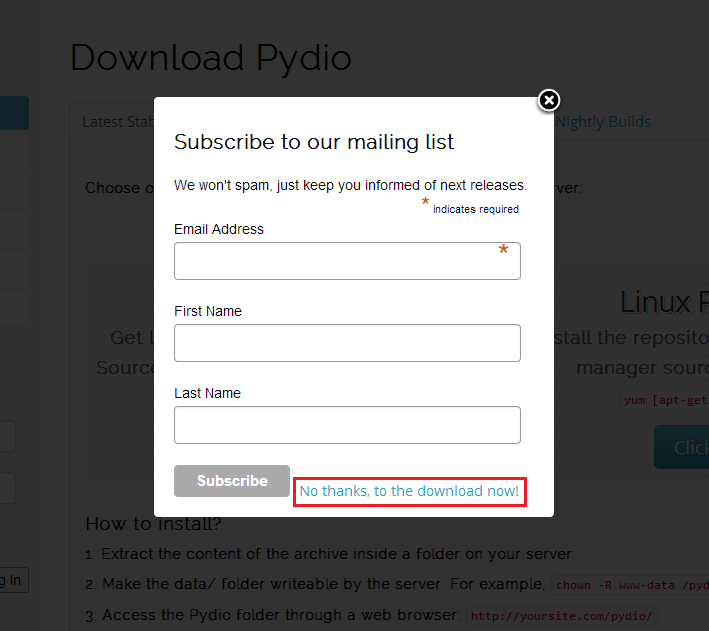 Download Pydio
Latest Stab
Nightly Builds
Subscribe to our mailing list
Choose o
We won't spam, just keep you informed of next releases.
ver:
* indicates required
Email Address
*
First Name
Linux P
Get L
stall the reposito
Source
manager sourc
Last Name
yum [apt-get
Click
Subscribe
No thanks, to the download now!
How to install?
1. Extract the content of the archive inside a folder on your server.
g in
2. Make the data/ folder writeable by the server. For example, chown -R www-data /pyd
3. Access the Pydio folder through a web browser: http://yoursite.com/pydio/